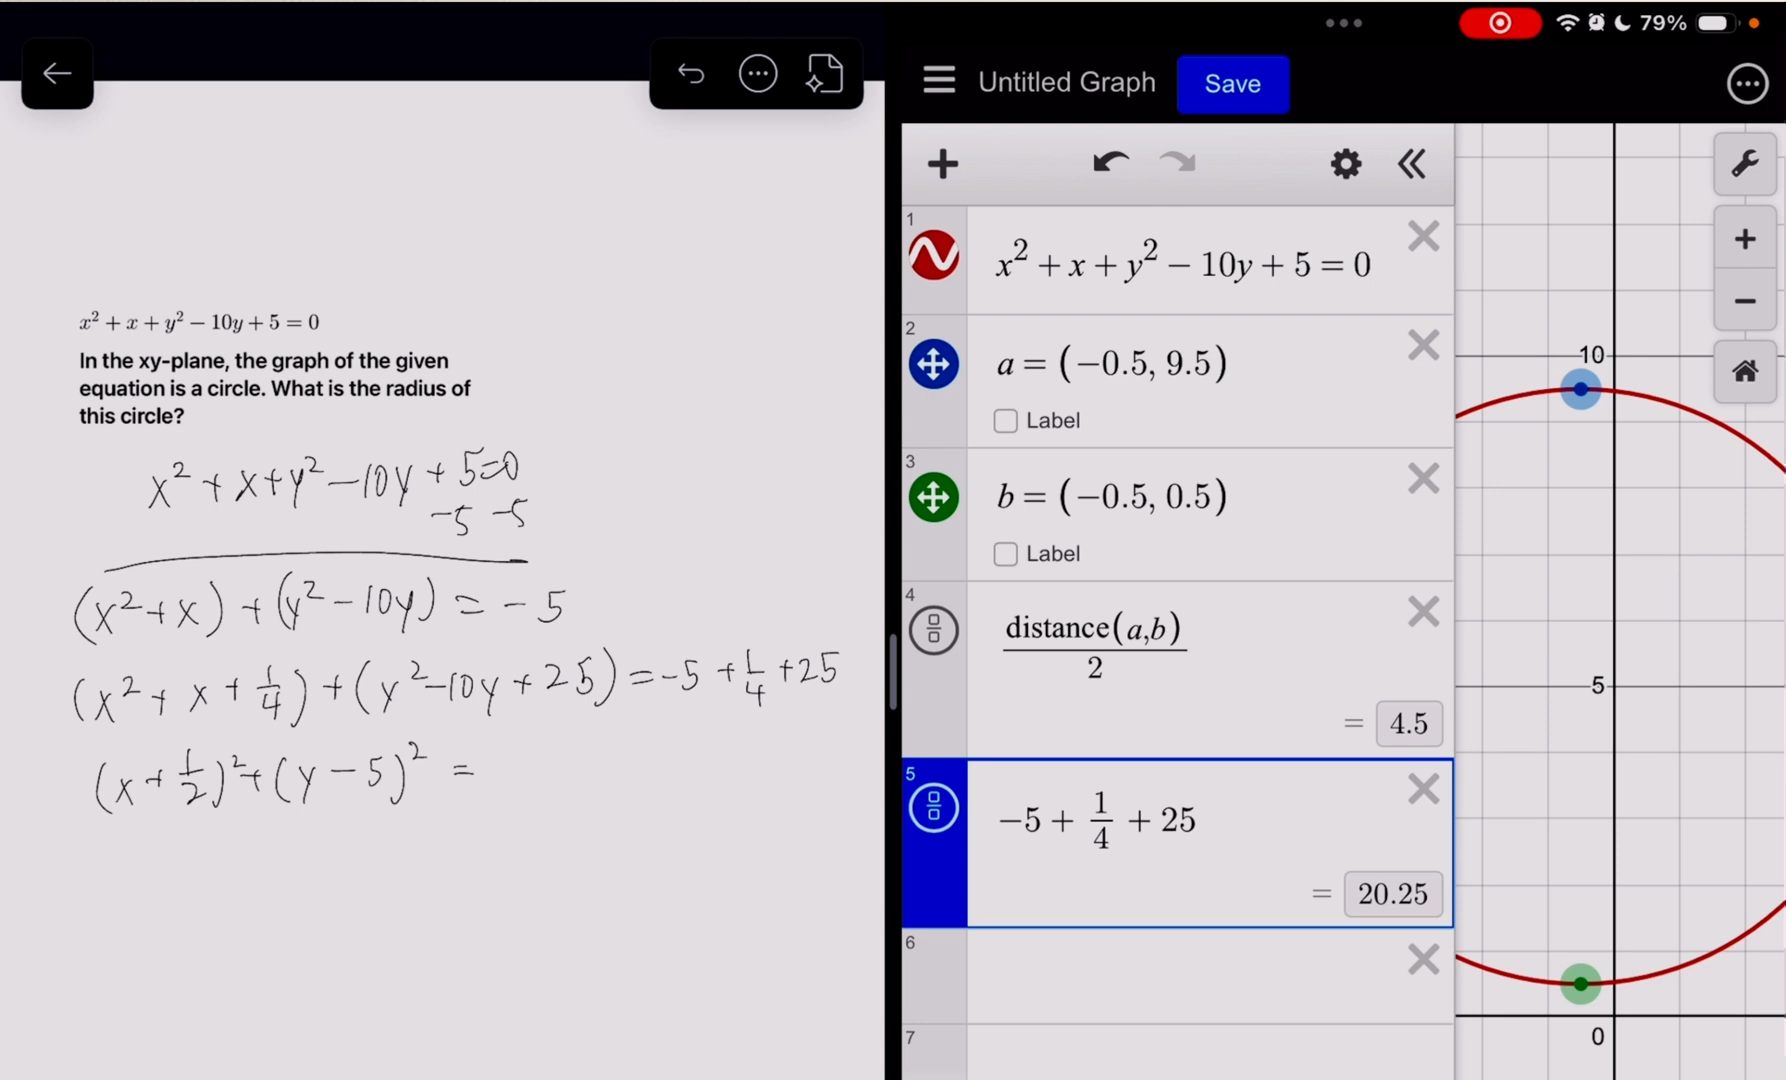 79%
Untitled Graph Save
x² + x + y² − 10y + 5 = 0
In the xy-plane, the graph of the given
equation is a circle. What is the radius of
this circle?
x² + x + y² − 10y + 5 = 0
−5 −5
(x² + x) + (y² − 10y) = −5
(x² + x + 1/4) + (y² − 10y + 25) = −5 + 1/4 + 25
(x + 1/2)² + (y − 5)² =
1
x² + x + y² − 10y + 5 = 0
2
a = (−0.5, 9.5)
Label
3
b = (−0.5, 0.5)
Label
4
distance(a,b)
2
= 4.5
5
−5 + 1/4 + 25
= 20.25
6
7
10
5
0